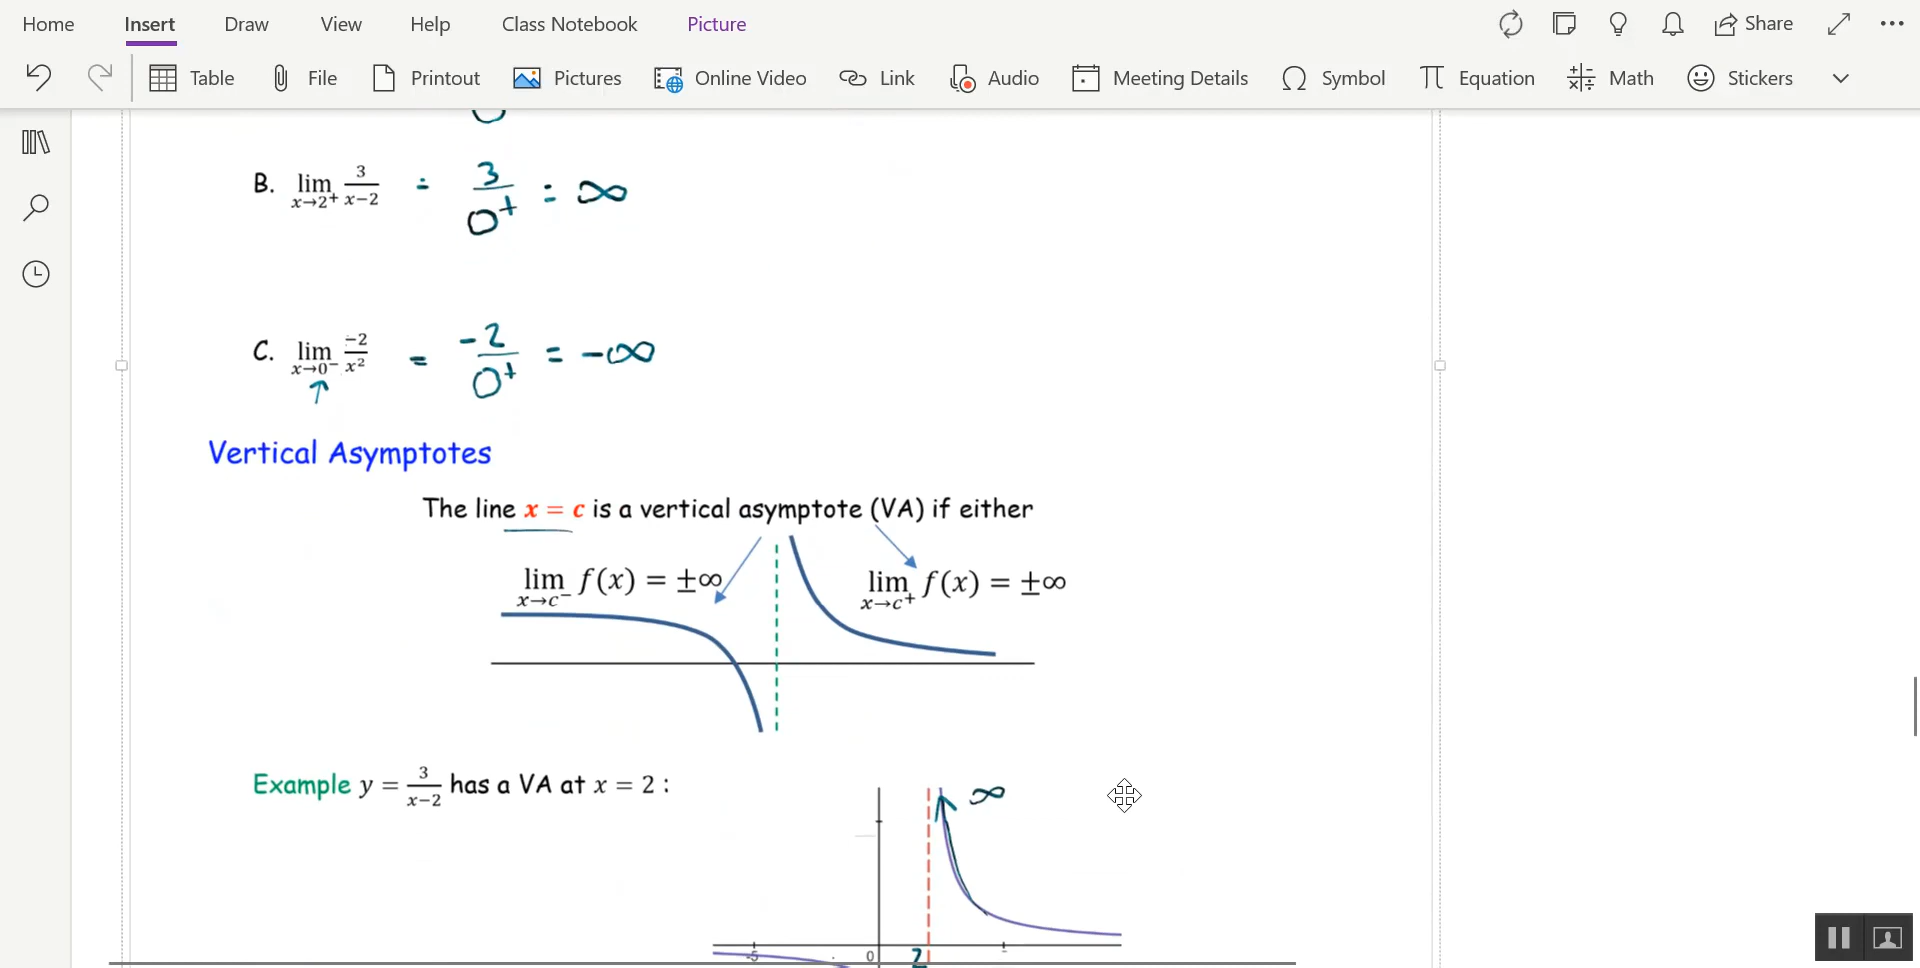 Home Insert Draw View Help Class Notebook Picture Share
Table File Printout Pictures Online Video Link Audio Meeting Details Symbol Equation Math Stickers
B. lim x→2⁺ 3/(x−2) = 3/0⁺ = ∞
C. lim x→0⁻ −2/x² = −2/0⁺ = −∞
Vertical Asymptotes
The line x = c is a vertical asymptote (VA) if either
lim x→c⁻ f(x) = ±∞ lim x→c⁺ f(x) = ±∞
Example y = 3/(x−2) has a VA at x = 2 :
∞
-5 0 2